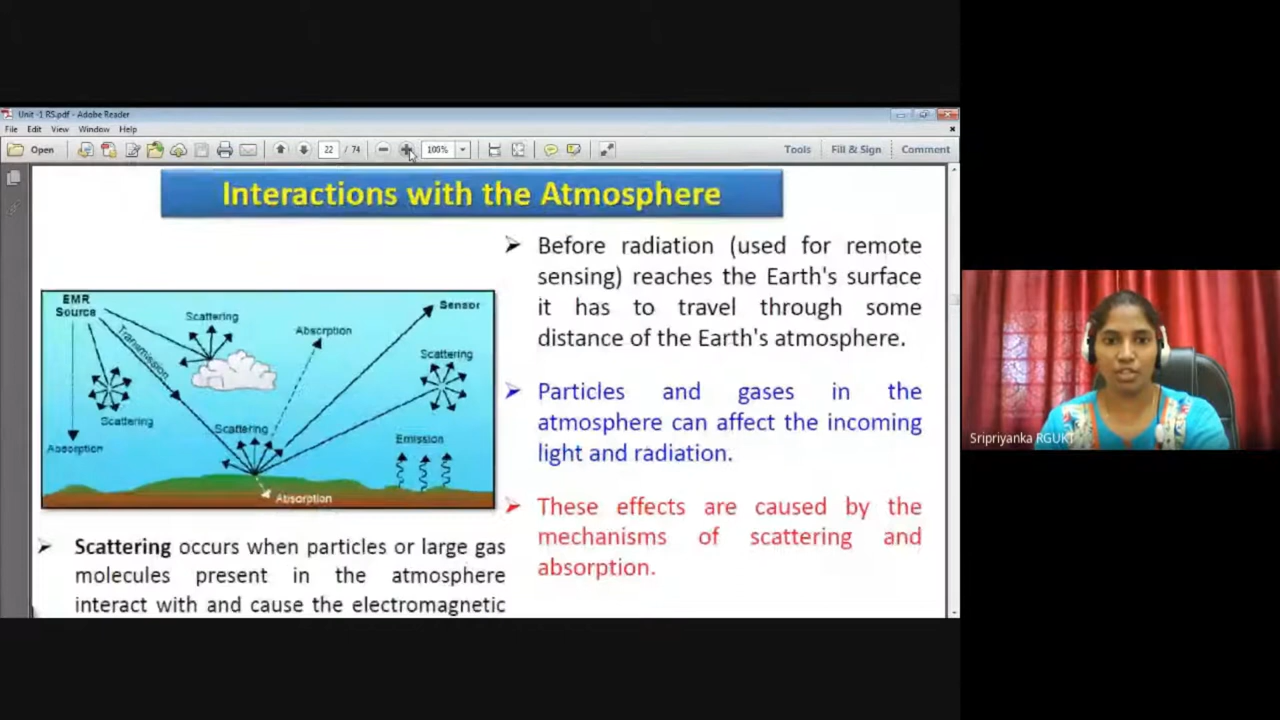 Unit -1 RS.pdf - Adobe Reader
File Edit View Window Help
Open 22 / 74 100% Tools Fill & Sign Comment
Interactions with the Atmosphere
EMR
Source
Scattering
Absorption
Sensor
Transmission
Scattering
Scattering
Scattering
Emission
Absorption
Absorption
Scattering occurs when particles or large gas
molecules present in the atmosphere
interact with and cause the electromagnetic
Before radiation (used for remote
sensing) reaches the Earth's surface
it has to travel through some
distance of the Earth's atmosphere.
Particles and gases in the
atmosphere can affect the incoming
light and radiation.
These effects are caused by the
mechanisms of scattering and
absorption.
Sripriyanka RGUKT